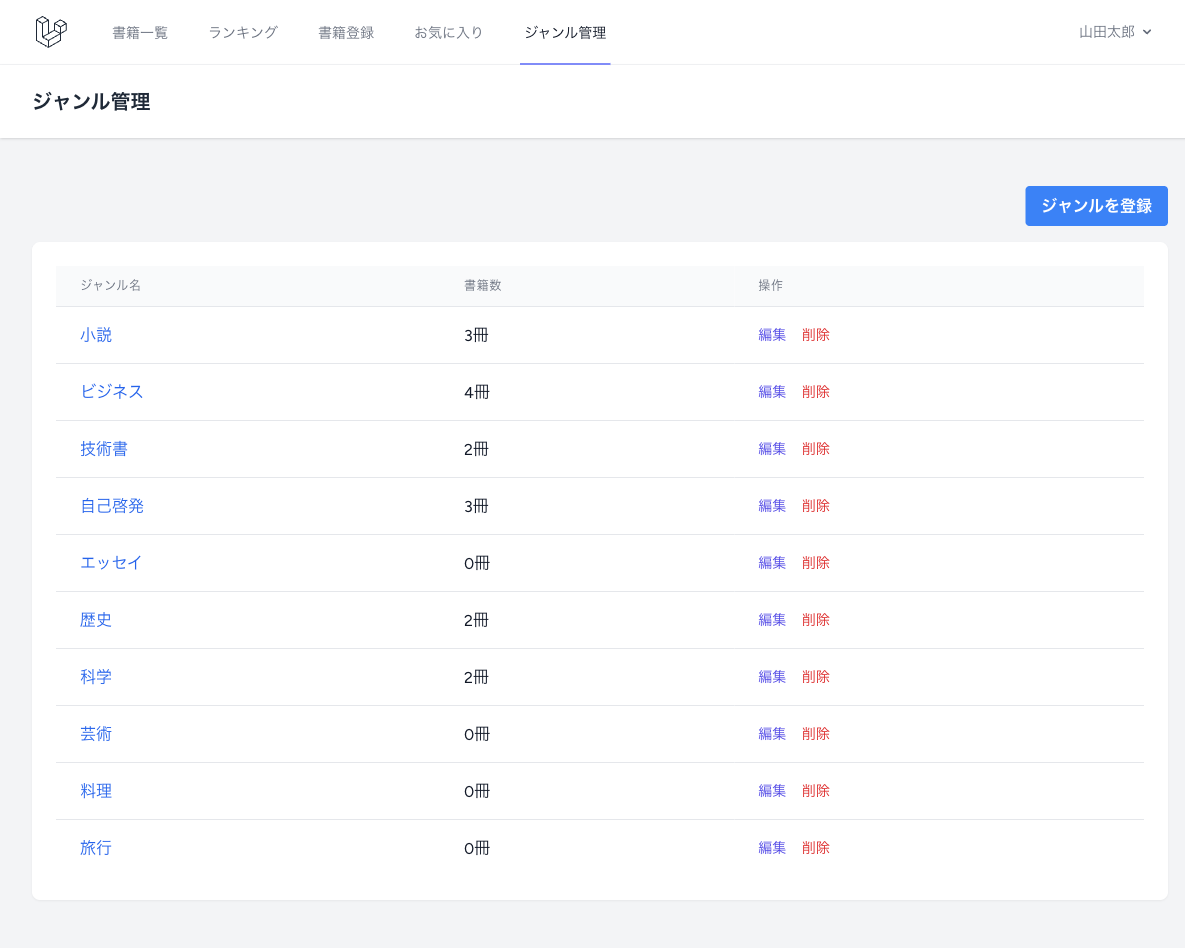 書籍一覧 ランキング 書籍登録 お気に入り ジャンル管理 山田太郎
ジャンル管理
ジャンルを登録
ジャンル名 書籍数 操作
小説 3冊 編集 削除
ビジネス 4冊 編集 削除
技術書 2冊 編集 削除
自己啓発 3冊 編集 削除
エッセイ 0冊 編集 削除
歴史 2冊 編集 削除
科学 2冊 編集 削除
芸術 0冊 編集 削除
料理 0冊 編集 削除
旅行 0冊 編集 削除